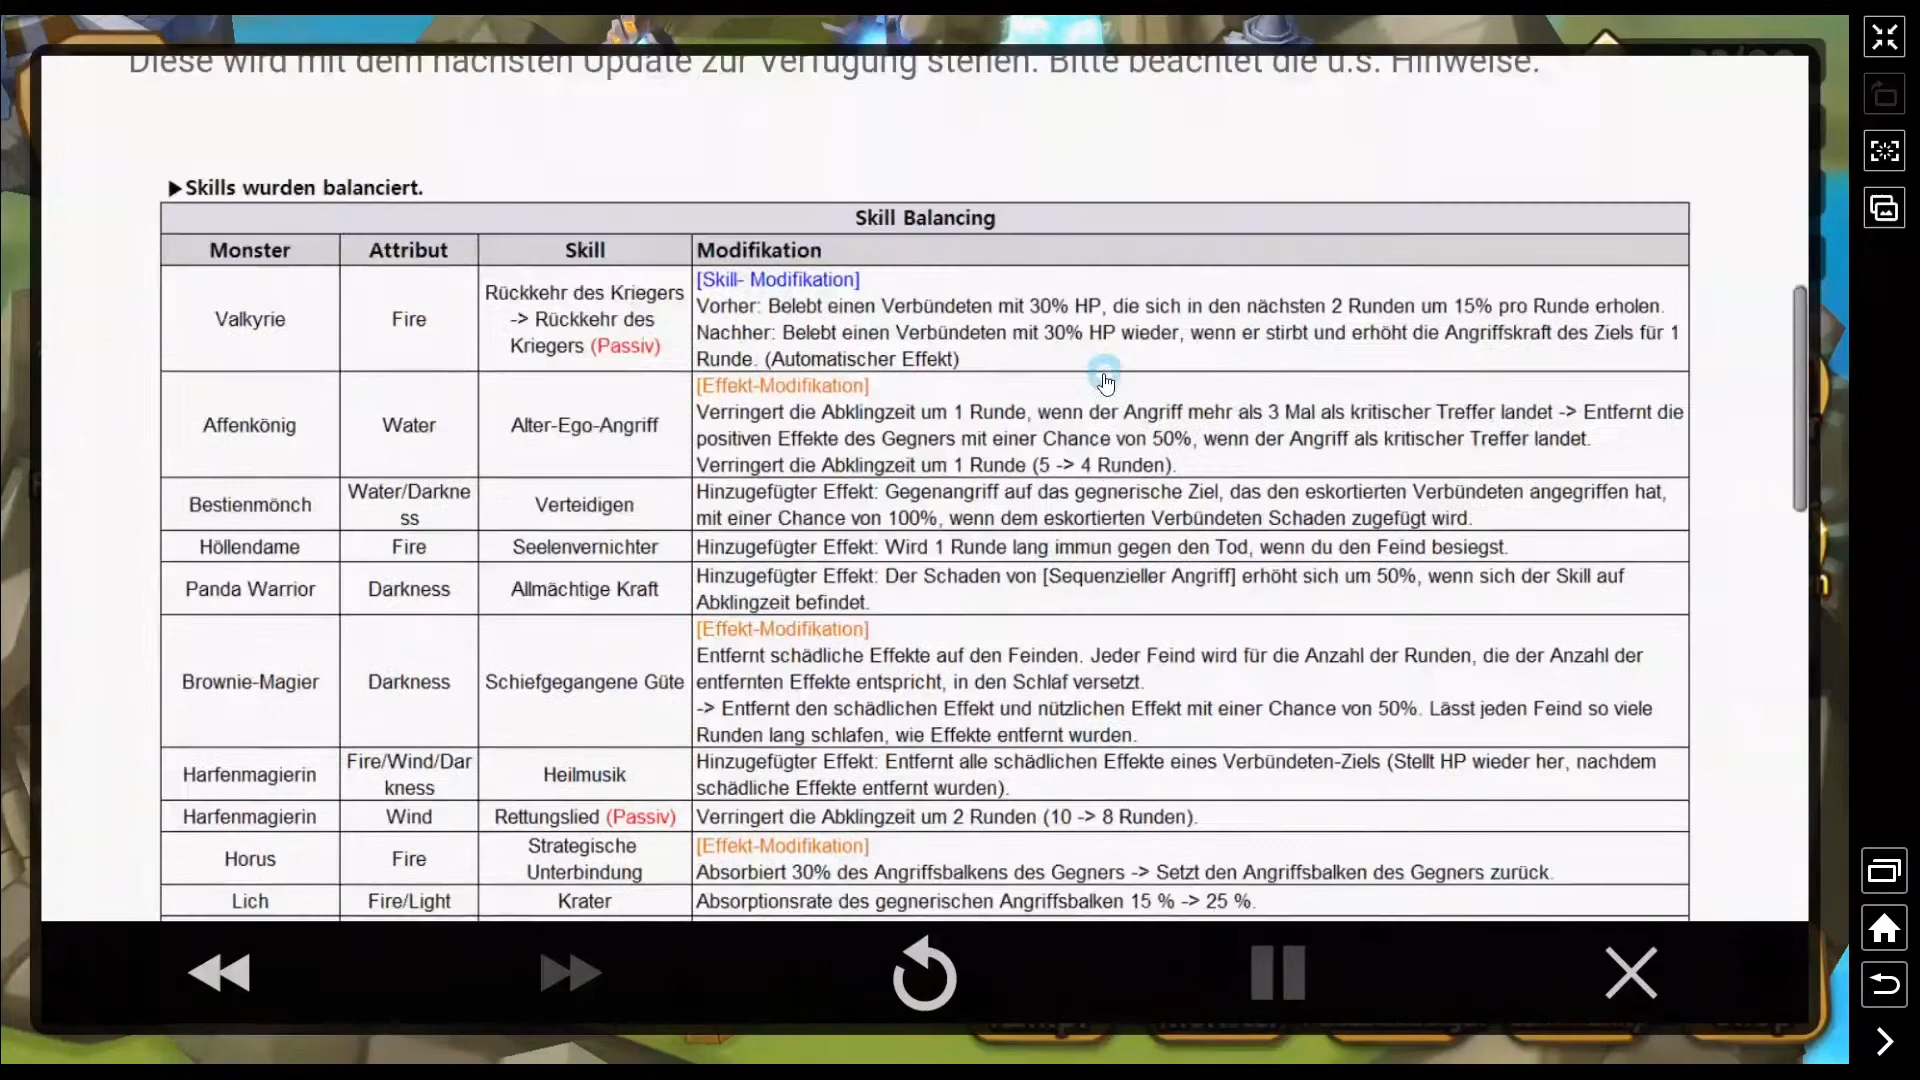 Diese wird mit dem nächsten Update zur Verfügung stehen. Bitte beachtet die u.s. Hinweise.
▶Skills wurden balanciert.
Skill Balancing
Monster Attribut Skill Modifikation
Valkyrie Fire Rückkehr des Kriegers
-> Rückkehr des
Kriegers (Passiv)
[Skill- Modifikation]
Vorher: Belebt einen Verbündeten mit 30% HP, die sich in den nächsten 2 Runden um 15% pro Runde erholen.
Nachher: Belebt einen Verbündeten mit 30% HP wieder, wenn er stirbt und erhöht die Angriffskraft des Ziels für 1
Runde. (Automatischer Effekt)
Affenkönig Water Alter-Ego-Angriff
[Effekt-Modifikation]
Verringert die Abklingzeit um 1 Runde, wenn der Angriff mehr als 3 Mal als kritischer Treffer landet -> Entfernt die
positiven Effekte des Gegners mit einer Chance von 50%, wenn der Angriff als kritischer Treffer landet.
Verringert die Abklingzeit um 1 Runde (5 -> 4 Runden).
Bestienmönch Water/Darkne
ss
Verteidigen
Hinzugefügter Effekt: Gegenangriff auf das gegnerische Ziel, das den eskortierten Verbündeten angegriffen hat,
mit einer Chance von 100%, wenn dem eskortierten Verbündeten Schaden zugefügt wird.
Höllendame Fire Seelenvernichter Hinzugefügter Effekt: Wird 1 Runde lang immun gegen den Tod, wenn du den Feind besiegst.
Panda Warrior Darkness Allmächtige Kraft
Hinzugefügter Effekt: Der Schaden von [Sequenzieller Angriff] erhöht sich um 50%, wenn sich der Skill auf
Abklingzeit befindet.
Brownie-Magier Darkness Schiefgegangene Güte
[Effekt-Modifikation]
Entfernt schädliche Effekte auf den Feinden. Jeder Feind wird für die Anzahl der Runden, die der Anzahl der
entfernten Effekte entspricht, in den Schlaf versetzt.
-> Entfernt den schädlichen Effekt und nützlichen Effekt mit einer Chance von 50%. Lässt jeden Feind so viele
Runden lang schlafen, wie Effekte entfernt wurden.
Harfenmagierin Fire/Wind/Dar
kness
Heilmusik
Hinzugefügter Effekt: Entfernt alle schädlichen Effekte eines Verbündeten-Ziels (Stellt HP wieder her, nachdem
schädliche Effekte entfernt wurden).
Harfenmagierin Wind Rettungslied (Passiv) Verringert die Abklingzeit um 2 Runden (10 -> 8 Runden).
Horus Fire Strategische
Unterbindung
[Effekt-Modifikation]
Absorbiert 30% des Angriffsbalkens des Gegners -> Setzt den Angriffsbalken des Gegners zurück.
Lich Fire/Light Krater Absorptionsrate des gegnerischen Angriffsbalken 15 % -> 25 %.